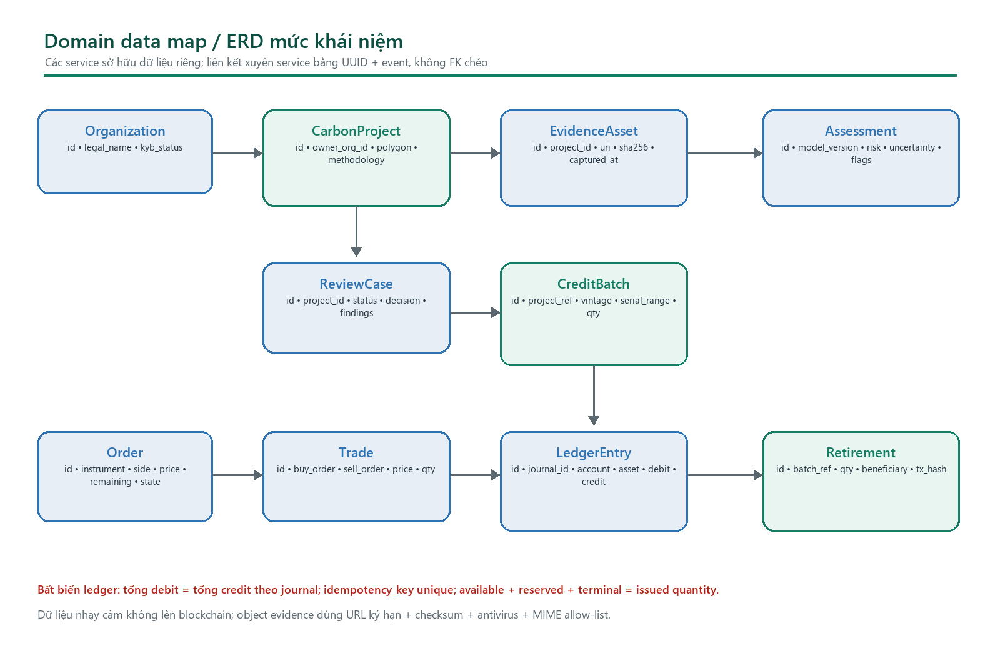 Domain data map / ERD mức khái niệm
Các service sở hữu dữ liệu riêng; liên kết xuyên service bằng UUID + event, không FK chéo
Organization
id • legal_name • kyb_status
CarbonProject
id • owner_org_id • polygon •
methodology
EvidenceAsset
id • project_id • uri • sha256 •
captured_at
Assessment
id • model_version • risk • uncertainty •
flags
ReviewCase
id • project_id • status • decision •
findings
CreditBatch
id • project_ref • vintage • serial_range •
qty
Order
id • instrument • side • price •
remaining • state
Trade
id • buy_order • sell_order • price • qty
LedgerEntry
id • journal_id • account • asset • debit •
credit
Retirement
id • batch_ref • qty • beneficiary • tx_hash
Bất biến ledger: tổng debit = tổng credit theo journal; idempotency_key unique; available + reserved + terminal = issued quantity.
Dữ liệu nhạy cảm không lên blockchain; object evidence dùng URL ký hạn + checksum + antivirus + MIME allow-list.